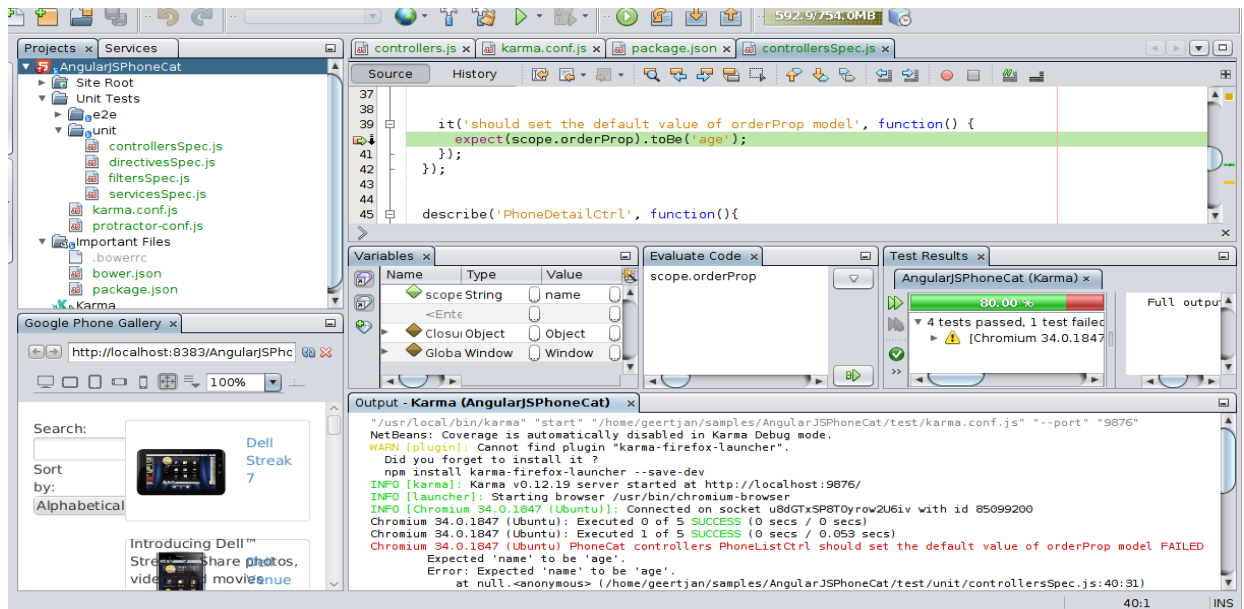 592.9/754.0MB
Projects x Services
AngularJSPhoneCat
Site Root
Unit Tests
e2e
unit
controllersSpec.js
directivesSpec.js
filtersSpec.js
servicesSpec.js
karma.conf.js
protractor-conf.js
Important Files
.bowerrc
bower.json
package.json
Karma
controllers.js x karma.conf.js x package.json x controllersSpec.js x
Source History
37
38
39 it('should set the default value of orderProp model', function() {
expect(scope.orderProp).toBe('age');
41 });
42 });
43
44
45 describe('PhoneDetailCtrl', function(){
Variables x
Name Type Value
scope String name
<Ente
Closu Object Object
Globa Window Window
Evaluate Code x
scope.orderProp
Test Results x
AngularJSPhoneCat (Karma) x
80.00 %
4 tests passed, 1 test failed
[Chromium 34.0.1847
Full output
Google Phone Gallery x
http://localhost:8383/AngularJSPho
100%
Search:
Sort
by:
Alphabetical
Dell
Streak
7
Introducing Dell™
Share photos,
movies
Venue
Output - Karma (AngularJSPhoneCat) x
"/usr/local/bin/karma" "start" "/home/geertjan/samples/AngularJSPhoneCat/test/karma.conf.js" "--port" "9876"
NetBeans: Coverage is automatically disabled in Karma Debug mode.
WARN [plugin]: Cannot find plugin "karma-firefox-launcher".
Did you forget to install it ?
npm install karma-firefox-launcher --save-dev
INFO [karma]: Karma v0.12.19 server started at http://localhost:9876/
INFO [launcher]: Starting browser /usr/bin/chromium-browser
INFO [Chromium 34.0.1847 (Ubuntu)]: Connected on socket u8dGTxSP8TOyrow2U6iv with id 85099200
Chromium 34.0.1847 (Ubuntu): Executed 0 of 5 SUCCESS (0 secs / 0 secs)
Chromium 34.0.1847 (Ubuntu): Executed 1 of 5 SUCCESS (0 secs / 0.053 secs)
Chromium 34.0.1847 (Ubuntu) PhoneCat controllers PhoneListCtrl should set the default value of orderProp model FAILED
Expected 'name' to be 'age'.
Error: Expected 'name' to be 'age'.
at null.<anonymous> (/home/geertjan/samples/AngularJSPhoneCat/test/unit/controllersSpec.js:40:31)
40:1 INS